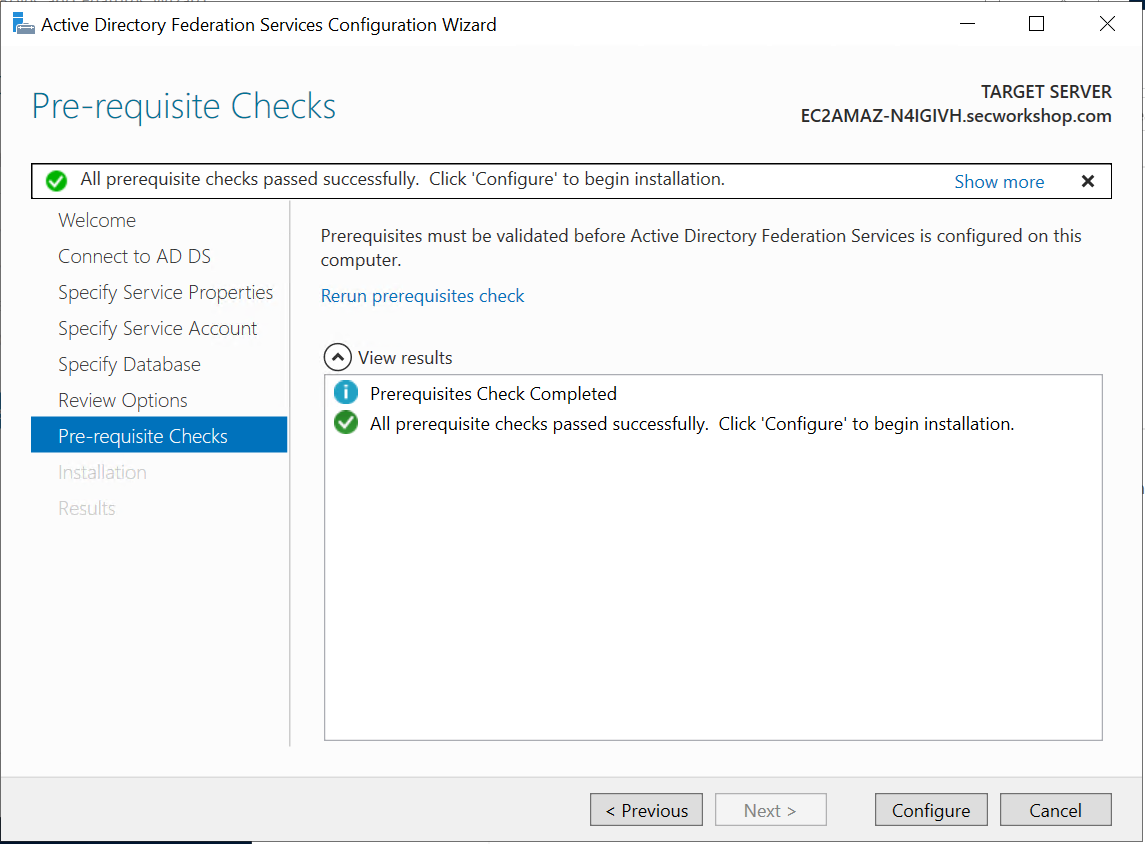 Active Directory Federation Services Configuration Wizard
Pre-requisite Checks
TARGET SERVER
EC2AMAZ-N4IGIVH.secworkshop.com
All prerequisite checks passed successfully.  Click 'Configure' to begin installation.
Show more
Welcome
Connect to AD DS
Specify Service Properties
Specify Service Account
Specify Database
Review Options
Pre-requisite Checks
Installation
Results
Prerequisites must be validated before Active Directory Federation Services is configured on this
computer.
Rerun prerequisites check
View results
Prerequisites Check Completed
All prerequisite checks passed successfully.  Click 'Configure' to begin installation.
< Previous
Next >
Configure
Cancel